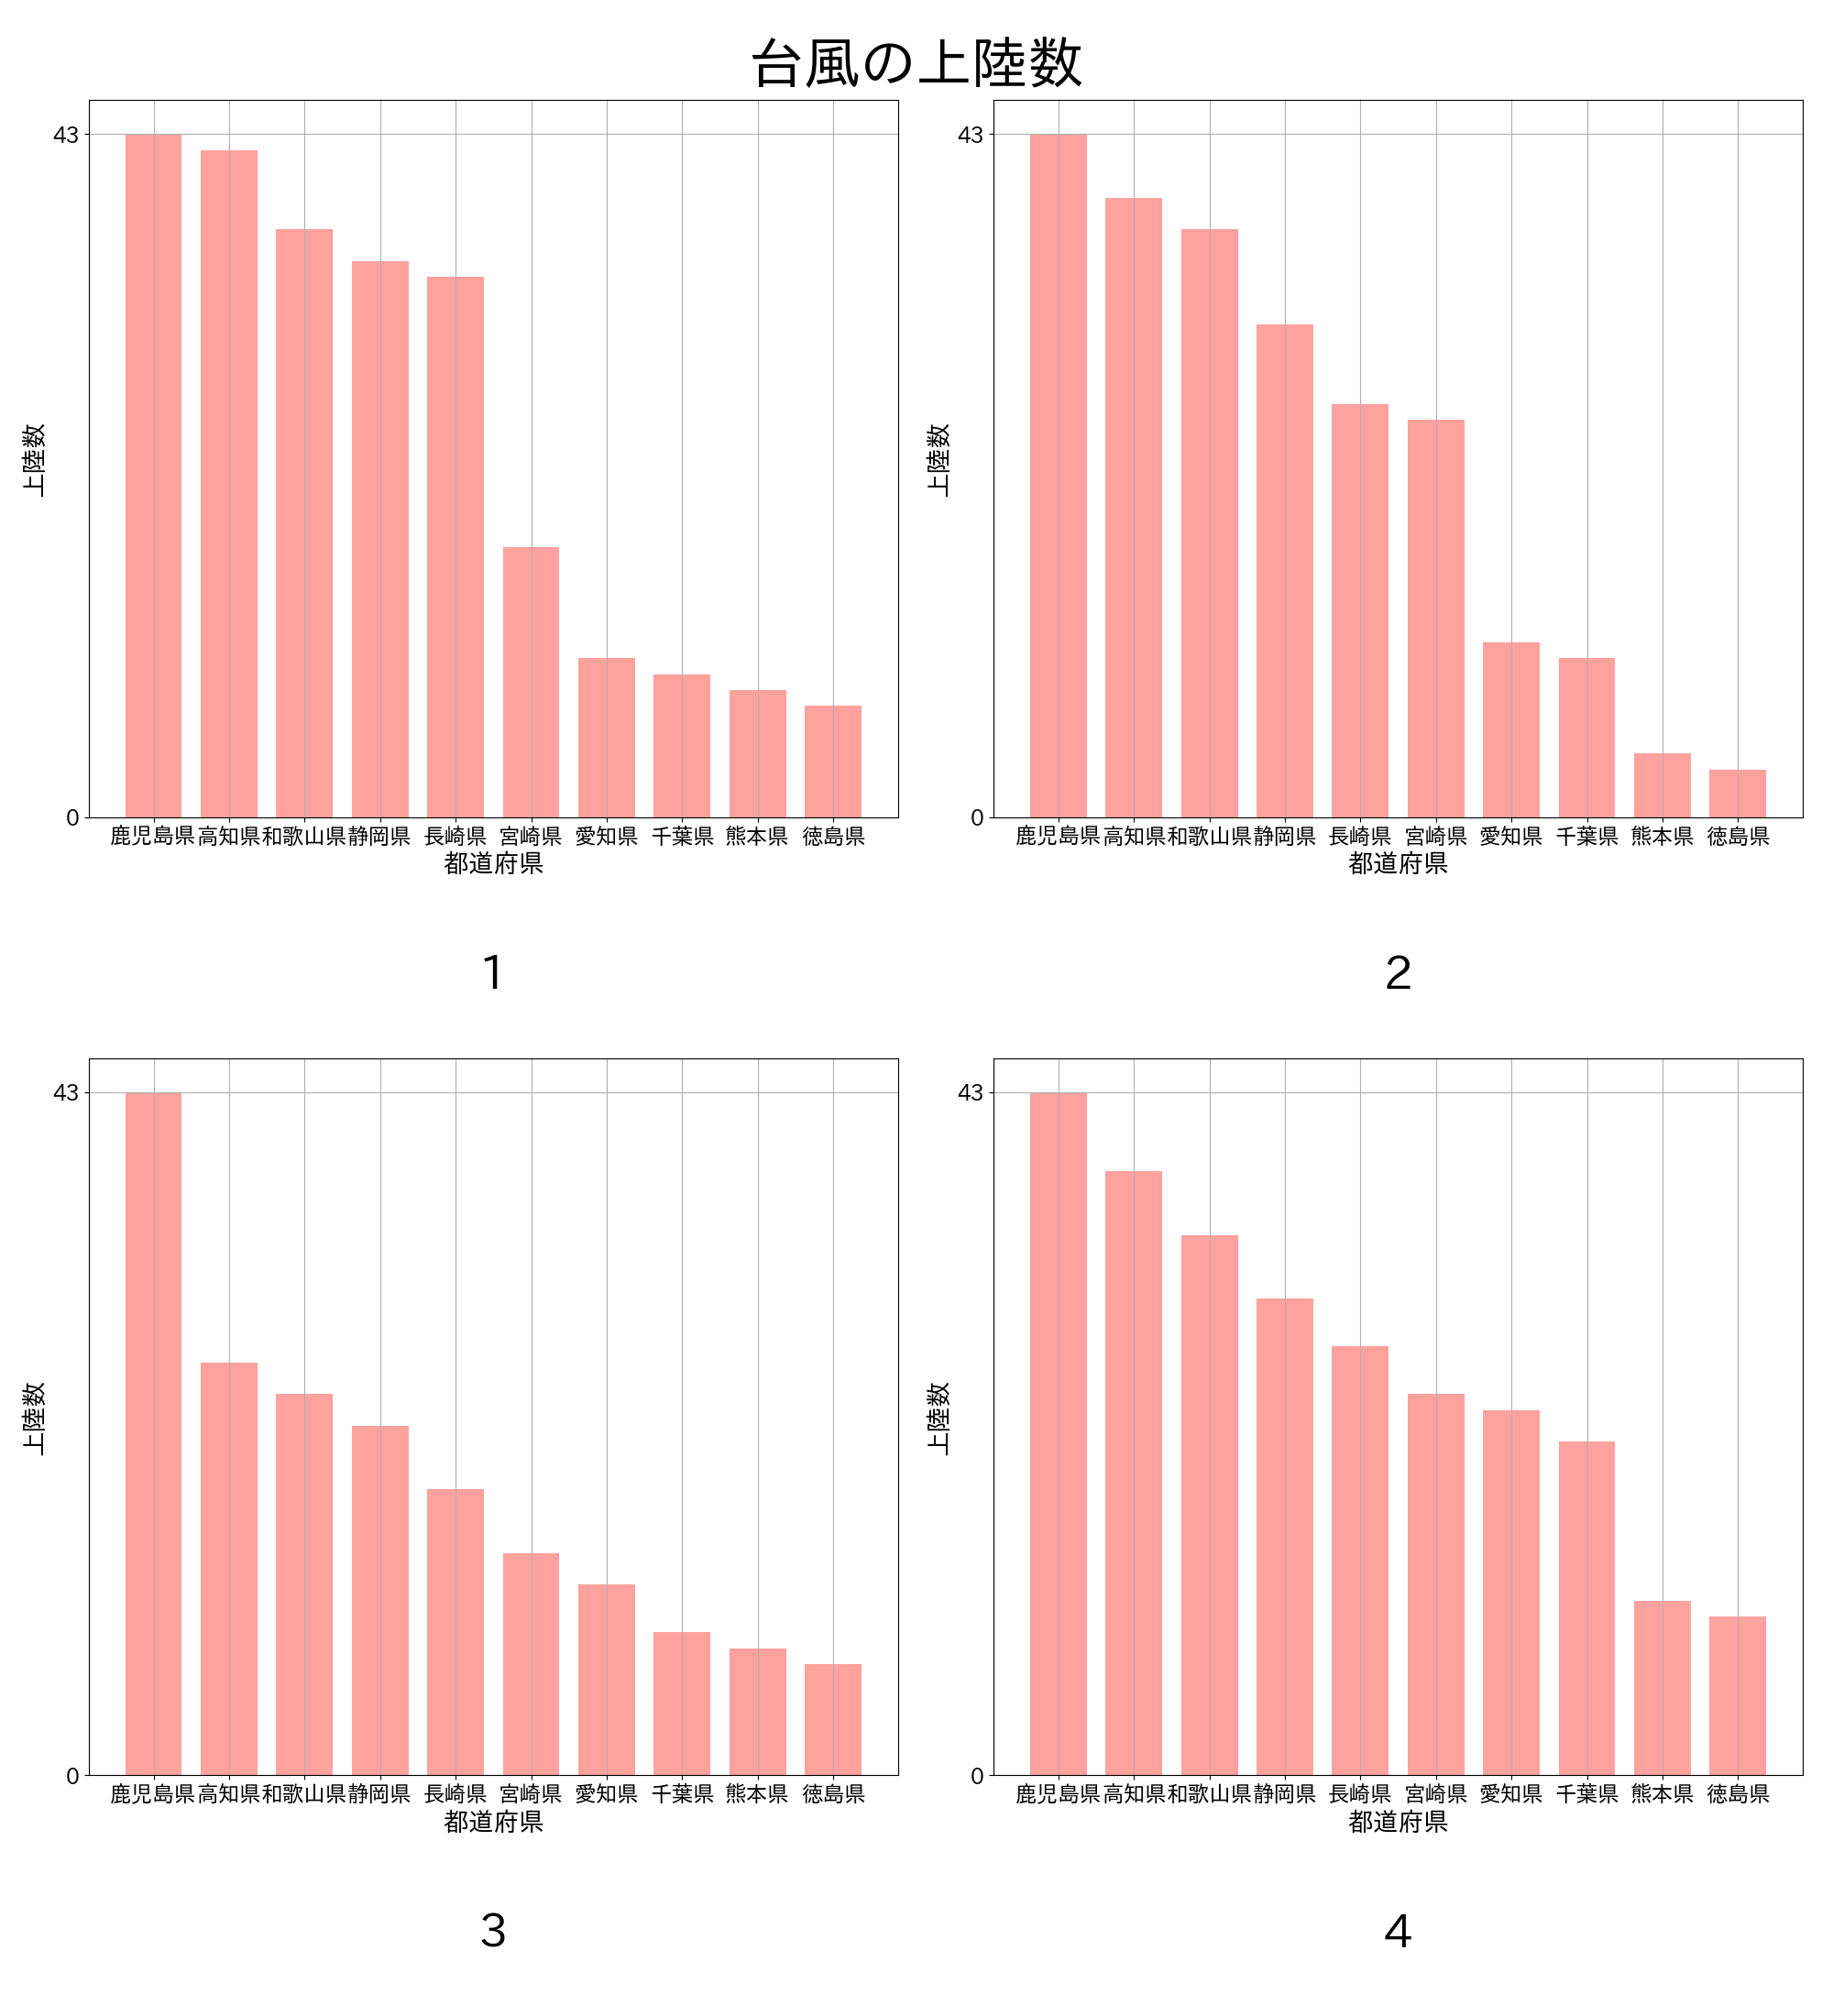 台風の上陸数
43
0
上陸数
鹿児島県 高知県 和歌山県 静岡県 長崎県 宮崎県 愛知県 千葉県 熊本県 徳島県
都道府県
1
43
0
上陸数
鹿児島県 高知県 和歌山県 静岡県 長崎県 宮崎県 愛知県 千葉県 熊本県 徳島県
都道府県
2
43
0
上陸数
鹿児島県 高知県 和歌山県 静岡県 長崎県 宮崎県 愛知県 千葉県 熊本県 徳島県
都道府県
3
43
0
上陸数
鹿児島県 高知県 和歌山県 静岡県 長崎県 宮崎県 愛知県 千葉県 熊本県 徳島県
都道府県
4